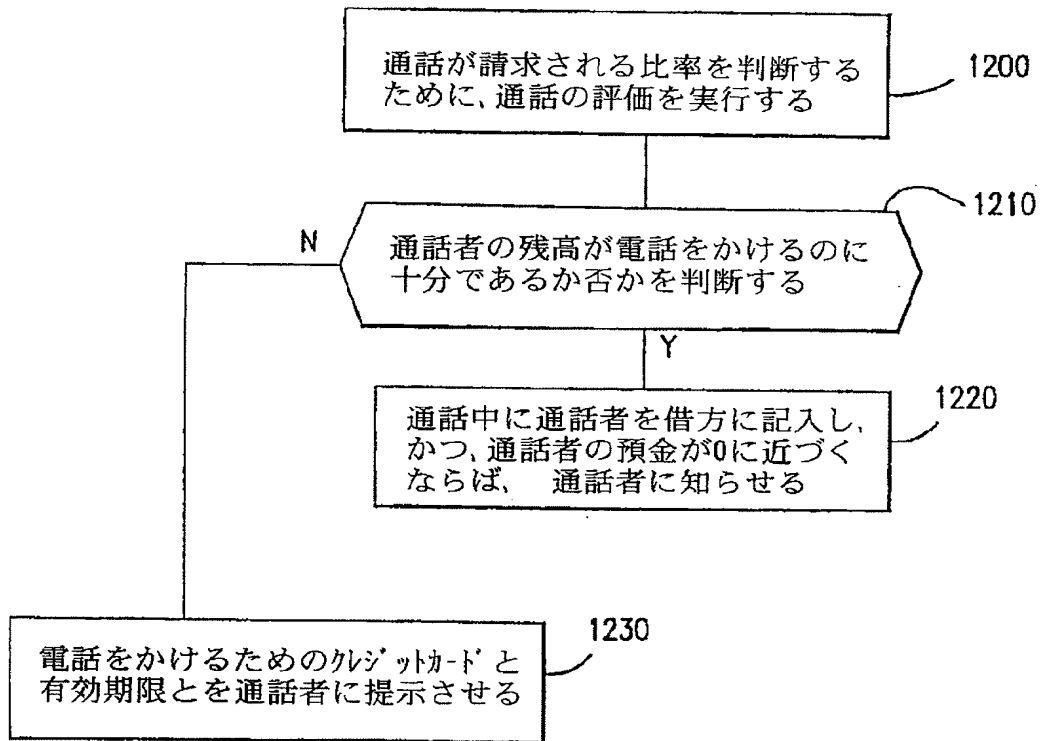 通話が請求される比率を判断する
ために、通話の評価を実行する
1200
1210
N
通話者の残高が電話をかけるのに
十分であるか否かを判断する
Y
1220
通話中に通話者を借方に記入し、
かつ、通話者の預金が0に近づく
ならば、 通話者に知らせる
1230
電話をかけるためのｸﾚｼﾞｯﾄｶｰﾄﾞと
有効期限とを通話者に提示させる